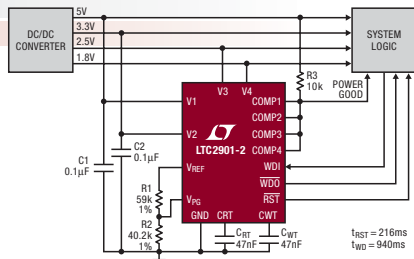 DC/DC
CONVERTER
5V
3.3V
2.5V
1.8V
SYSTEM
LOGIC
R3
10k
POWER
GOOD
V3
V4
V1
V2
VREF
VPG
GND
CRT
CWT
COMP1
COMP2
COMP3
COMP4
WDI
WDO
RST
LTC2901-2
C1
0.1µF
C2
0.1µF
R1
59k
1%
R2
40.2k
1%
CRT
47nF
CWT
47nF
tRST = 216ms
tWD = 940ms